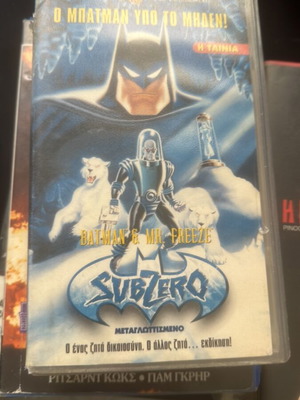 Ο ΜΠΑΤΜΑΝ ΥΠΟ ΤΟ ΜΗΔΕΝ!
Η ΤΑΙΝΙΑ
BATMAN & MR. FREEZE
SUBZERO
ΜΕΤΑΓΛΩΤΤΙΣΜΕΝΟ
Ο ένας ζητά δικαιοσύνη. Ο άλλος ζητά... εκδίκηση!
ΡΙΤΣΑΡΝΤ ΚΟΚΣ • ΠΑΜ ΓΚΡΗΡ